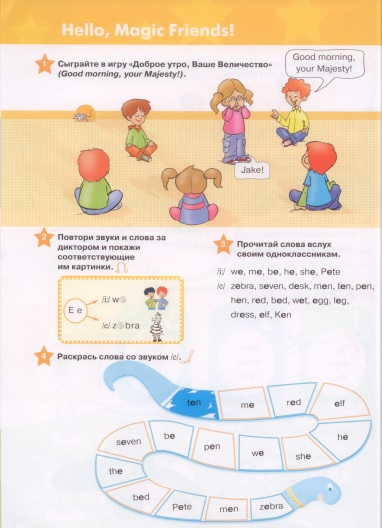 Hello, Magic Friends!
1 Сыграйте в игру «Доброе утро, Ваше Величество»
(Good morning, your Majesty!).
Good morning,
your Majesty!
Jake!
2 Повтори звуки и слова за
диктором и покажи
соответствующие
им картинки.
E e
/i:/ we
/e/ zebra
3 Прочитай слова вслух
своим одноклассникам.
/i:/ we, me, be, he, she, Pete
/e/ zebra, seven, desk, men, ten, pen,
hen, red, bed, wet, egg, leg,
dress, elf, Ken
4 Раскрась слова со звуком /e/.
ten
me
red
elf
he
she
we
pen
be
seven
the
bed
Pete
men
zebra